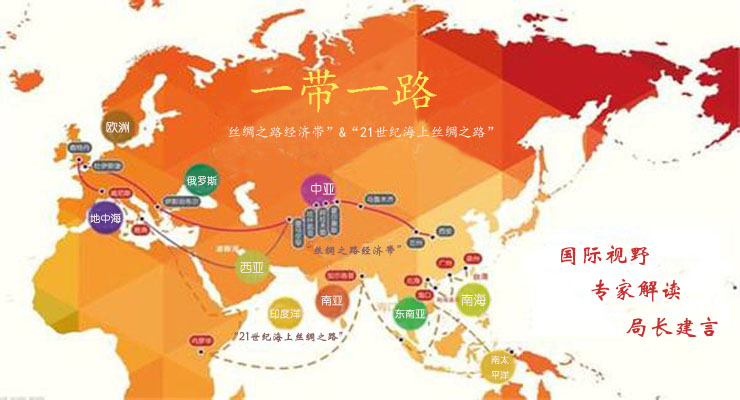 一带一路
丝绸之路经济带”&“21世纪海上丝绸之路”
欧洲
鹿特丹
杜伊斯堡
俄罗斯
中亚
威尼斯
伊斯坦布尔
乌鲁木齐
地中海
雅典
西安
兰州
“丝绸之路经济带”
国际视野
西亚
泉州
广州
加尔各答
北海
专家解读
海口
印度洋
南亚
东南亚
南海
局长建言
“21世纪海上丝绸之路”
内罗毕
南太
平洋